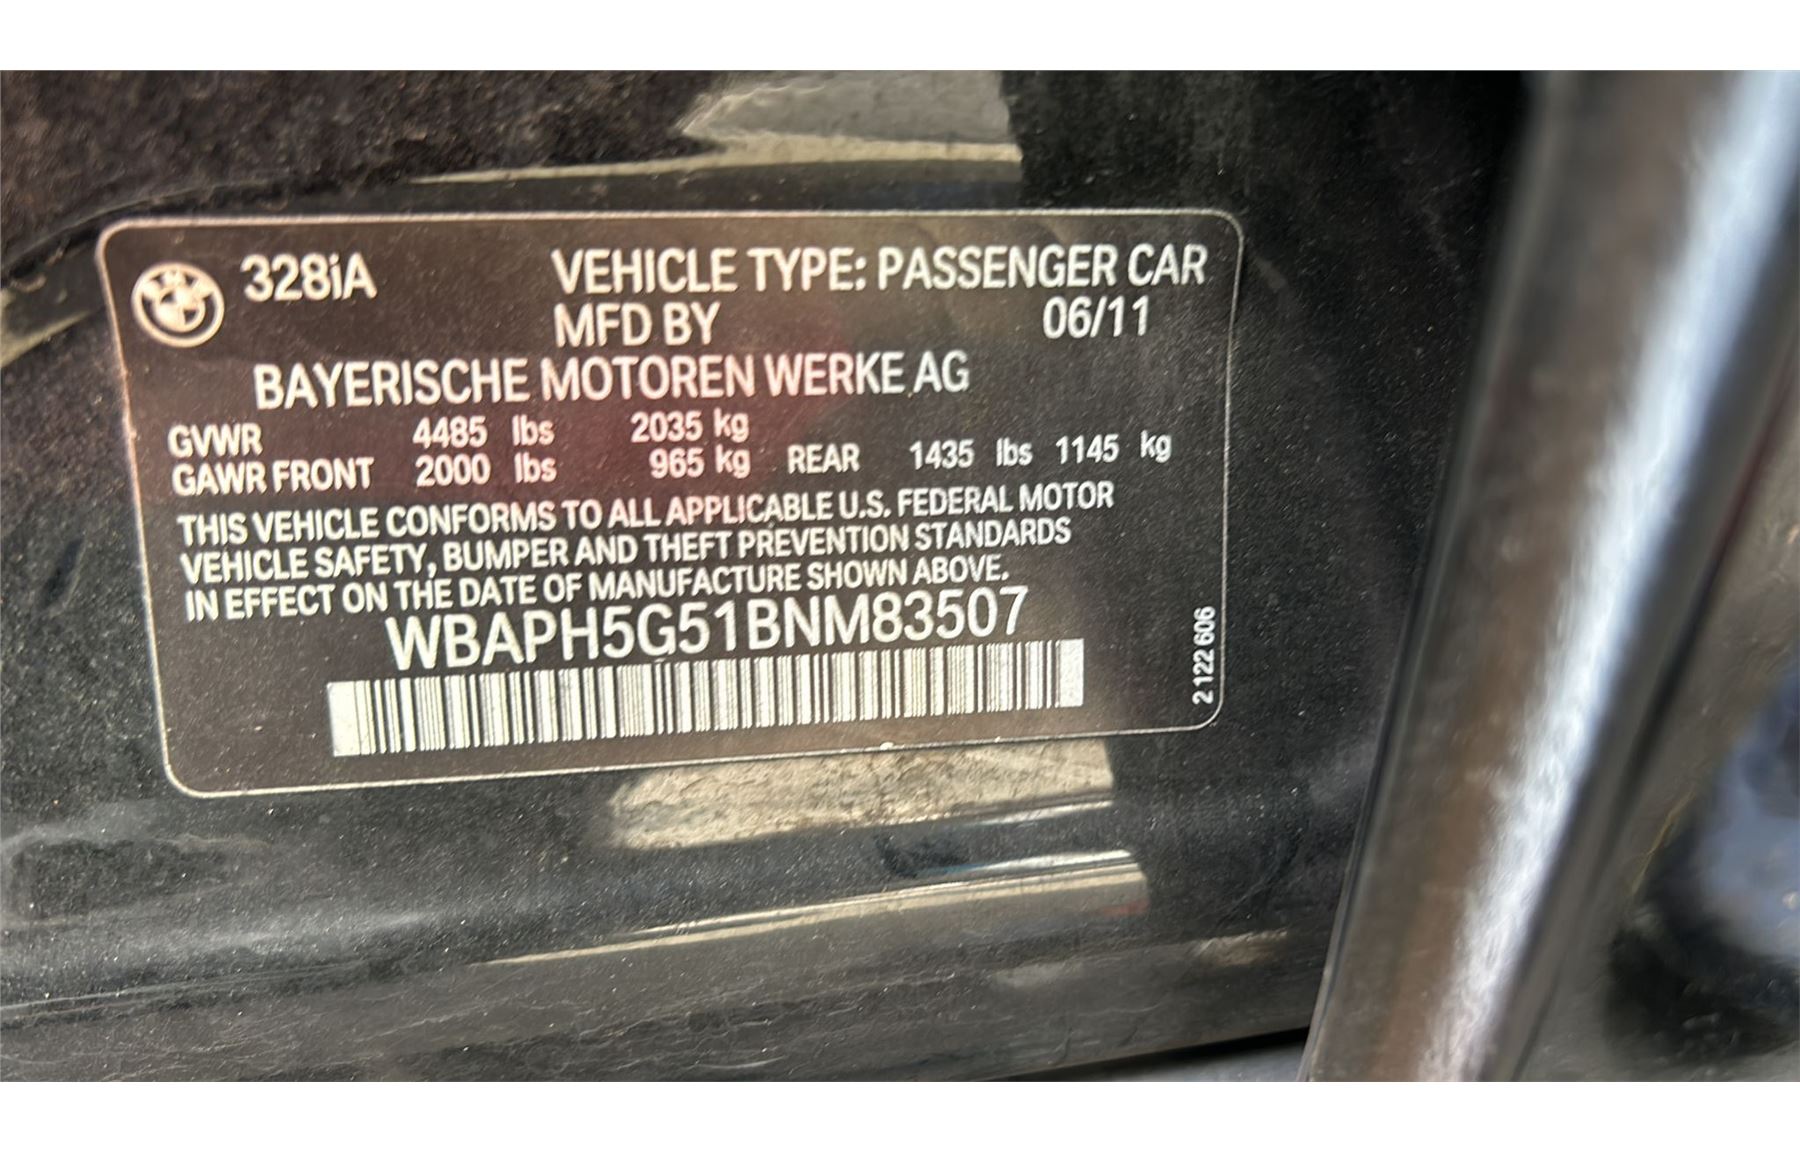 328iA VEHICLE TYPE: PASSENGER CAR
MFD BY 06/11
BAYERISCHE MOTOREN WERKE AG
GVWR 4485 lbs 2035 kg
GAWR FRONT 2000 lbs 965 kg REAR 1435 lbs 1145 kg
THIS VEHICLE CONFORMS TO ALL APPLICABLE U.S. FEDERAL MOTOR
VEHICLE SAFETY, BUMPER AND THEFT PREVENTION STANDARDS
IN EFFECT ON THE DATE OF MANUFACTURE SHOWN ABOVE.
WBAPH5G51BNM83507
2 122 606